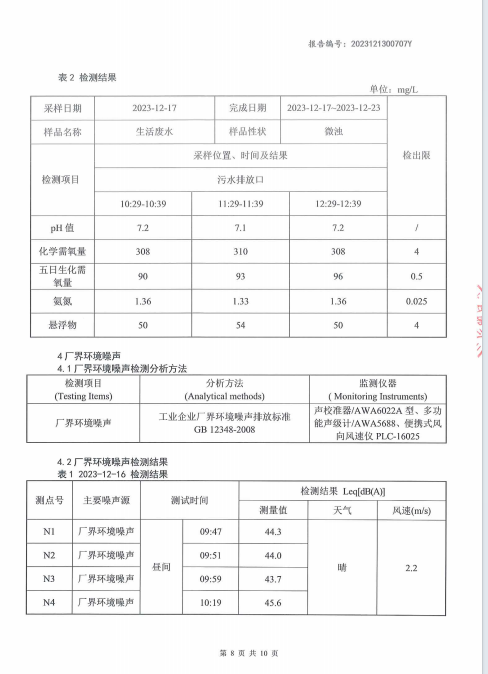 报告编号：2023121300707Y
表 2 检测结果
单位：mg/L
采样日期 2023-12-17 完成日期 2023-12-17~2023-12-23 检出限
样品名称 生活废水 样品性状 微浊
检测项目 采样位置、时间及结果
污水排放口
10:29-10:39 11:29-11:39 12:29-12:39
pH 值 7.2 7.1 7.2 /
化学需氧量 308 310 308 4
五日生化需
氧量 90 93 96 0.5
氨氮 1.36 1.33 1.36 0.025
悬浮物 50 54 50 4
4 厂界环境噪声
4.1 厂界环境噪声检测分析方法
检测项目 分析方法 监测仪器
(Testing Items) (Analytical methods) ( Monitoring Instruments)
厂界环境噪声
工业企业厂界环境噪声排放标准
GB 12348-2008
声校准器/AWA6022A 型、多功
能声级计/AWA5688、便携式风
向风速仪 PLC-16025
4.2 厂界环境噪声检测结果
表 1 2023-12-16 检测结果
测点号 主要噪声源 测试时间 检测结果 Leq[dB(A)]
测量值 天气 风速(m/s)
N1 厂界环境噪声 昼间 09:47 44.3 晴 2.2
N2 厂界环境噪声 09:51 44.0
N3 厂界环境噪声 09:59 43.7
N4 厂界环境噪声 10:19 45.6
第 8 页 共 10 页